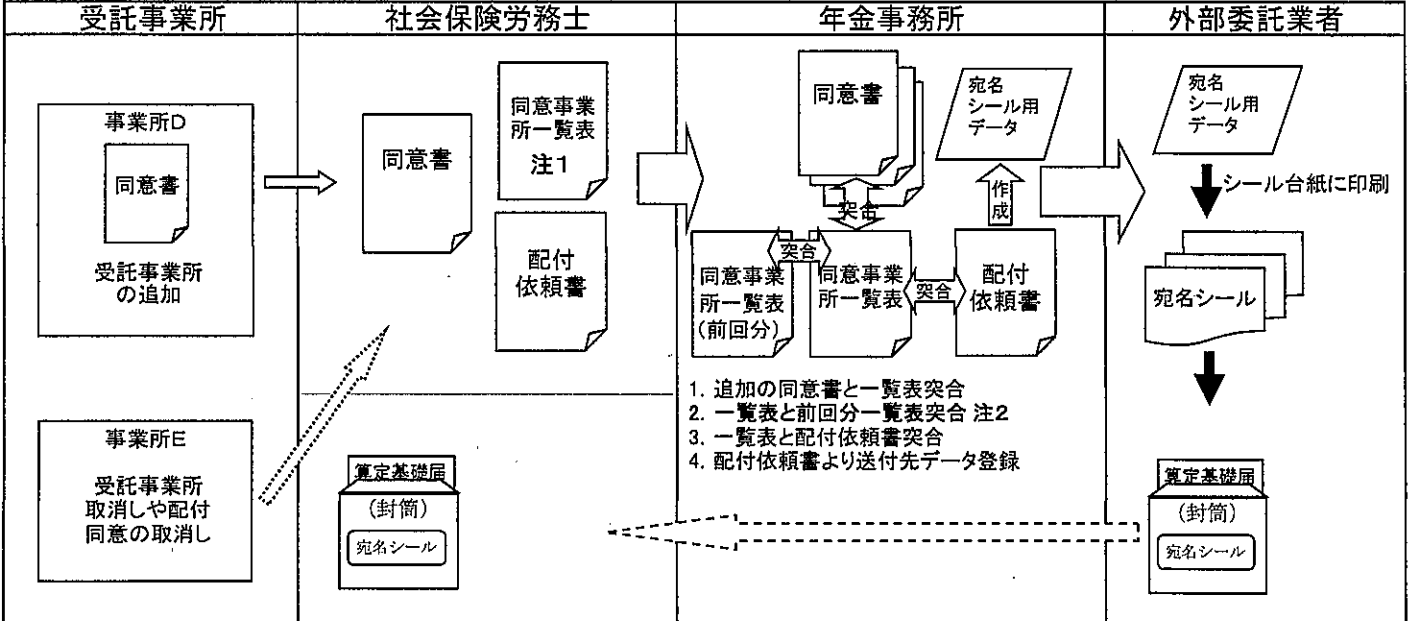 受託事業所
社会保険労務士
年金事務所
外部委託業者
事業所D
同意書
受託事業所
の追加
事業所E
受託事業所
取消しや配付
同意の取消し
同意書
同意事業
所一覧表
注1
配付
依頼書
算定基礎届
(封筒)
宛名シール
同意書
宛名
シール用
データ
突合
作
成
突合
突合
同意事業
所一覧表
(前回分)
同意事業
所一覧表
配付
依頼書
1. 追加の同意書と一覧表突合
2. 一覧表と前回分一覧表突合 注2
3. 一覧表と配付依頼書突合
4. 配付依頼書より送付先データ登録
宛名
シール用
データ
シール台紙に印刷
宛名シール
算定基礎届
(封筒)
宛名シール